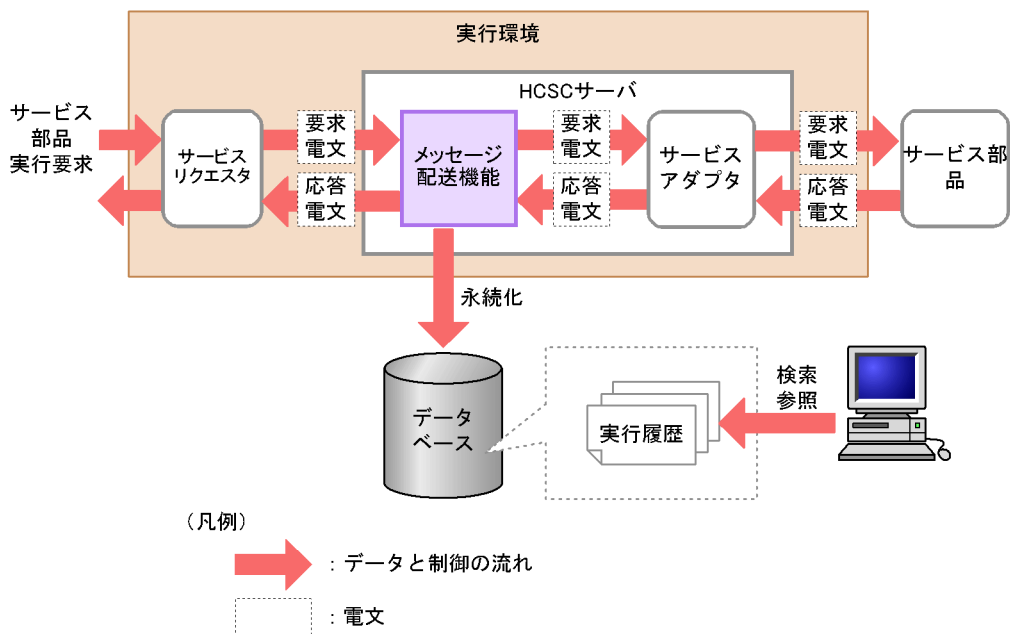 実行環境
HCSCサーバ
サービス
部品
実行要求
サービス
リクエスタ
要求
電文
応答
電文
メッセージ
配送機能
要求
電文
応答
電文
サービス
アダプタ
要求
電文
応答
電文
サービス部
品
永続化
データ
ベース
実行履歴
検索
参照
（凡例）
：データと制御の流れ
：電文